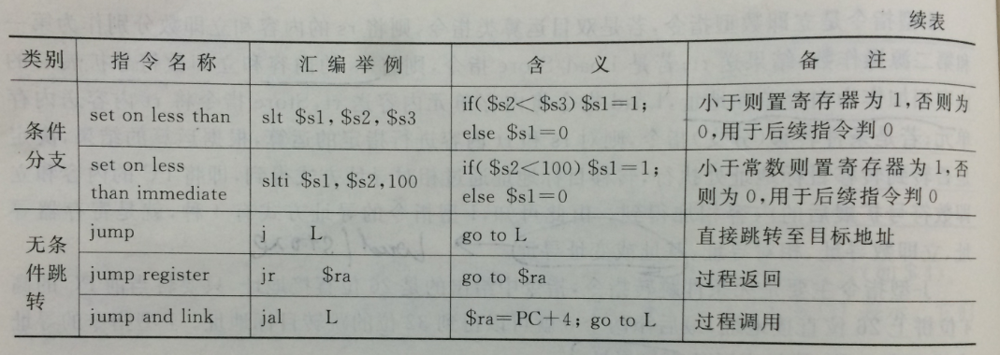 续表
类别 指令名称 汇编举例 含义 备注
条件分支 set on less than slt $s1, $s2, $s3 if( $s2<$s3) $s1=1; else $s1=0 小于则置寄存器为 1,否则为 0,用于后续指令判 0
set on less than immediate slti $s1, $s2,100 if( $s2<100) $s1=1; else $s1=0 小于常数则置寄存器为 1,否则为 0,用于后续指令判 0
无条件跳转 jump j L go to L 直接跳转至目标地址
jump register jr $ra go to $ra 过程返回
jump and link jal L $ra=PC+4; go to L 过程调用